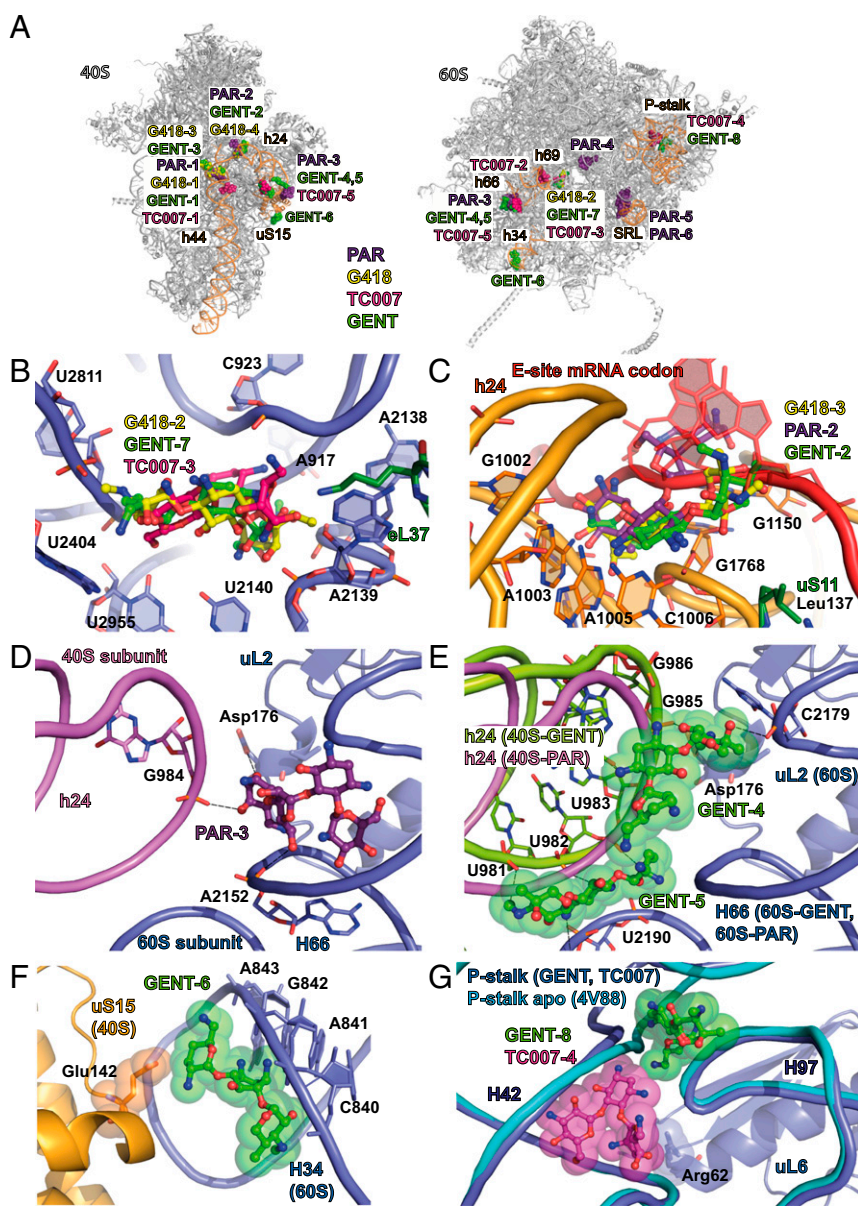 A
40S
PAR-2
GENT-2
G418-3
G418-4
h24
GENT-3
PAR-1
PAR-3
G418-1
GENT-4,5
GENT-1
TC007-5
TC007-1
GENT-6
h44
uS15
PAR
G418
TC007
GENT
60S
P-stalk
TC007-4
GENT-8
PAR-4
h69
TC007-2
h66
PAR-3
G418-2
GENT-4,5
GENT-7
PAR-5
TC007-5
h34
TC007-3
SRL
PAR-6
GENT-6
B
U2811
C923
G418-2
GENT-7
TC007-3
A2138
A917
eL37
U2404
U2140
A2139
U2955
C
E-site mRNA codon
h24
G418-3
PAR-2
GENT-2
G1002
G1150
G1768
A1003
uS11
Leu137
A1005
C1006
D
40S subunit
uL2
Asp176
G984
h24
PAR-3
A2152
60S subunit
H66
E
G986
G985
C2179
h24 (40S-GENT)
h24 (40S-PAR)
uL2 (60S)
Asp176
U983
GENT-4
U982
U981
GENT-5
H66 (60S-GENT,
60S-PAR)
U2190
F
A843
GENT-6
G842
uS15
(40S)
A841
Glu142
C840
H34
(60S)
G
P-stalk (GENT, TC007)
P-stalk apo (4V88)
GENT-8
TC007-4
H42
H97
Arg62
uL6